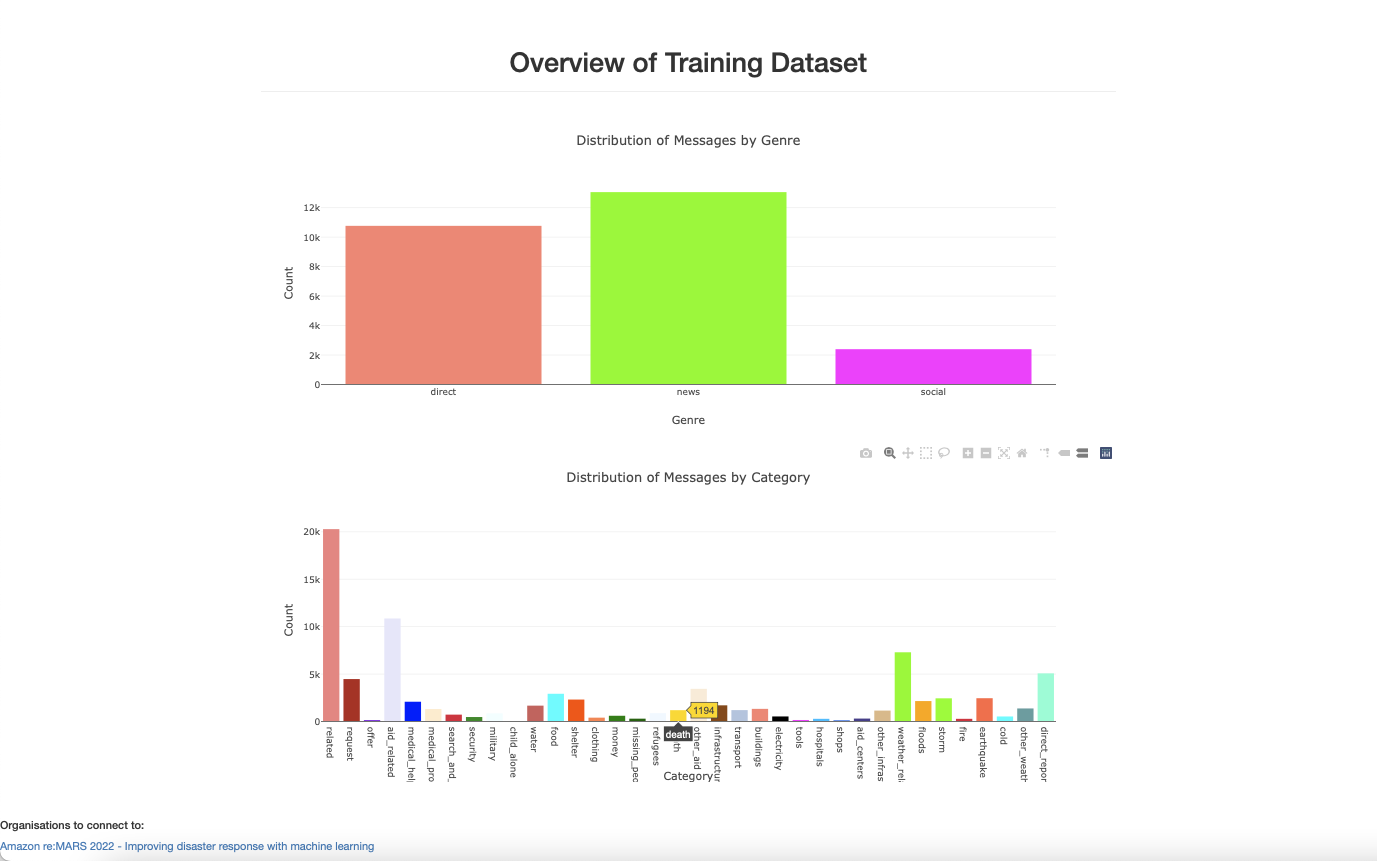 Overview of Training Dataset
Distribution of Messages by Genre
12k
10k
8k
6k
4k
2k
0
Count
direct
news
social
Genre
Distribution of Messages by Category
20k
15k
10k
5k
0
Count
1194
death
related
request
offer
aid_related
medical_hel
medical_pro
search_and_
security
military
child_alone
water
food
shelter
clothing
money
missing_pec
refugees
other_aid
infrastructur
transport
buildings
electricity
tools
hospitals
shops
aid_centers
other_infras
weather_rela
floods
storm
fire
earthquake
cold
other_weath
direct_repor
Category
Organisations to connect to:
Amazon re:MARS 2022 - Improving disaster response with machine learning